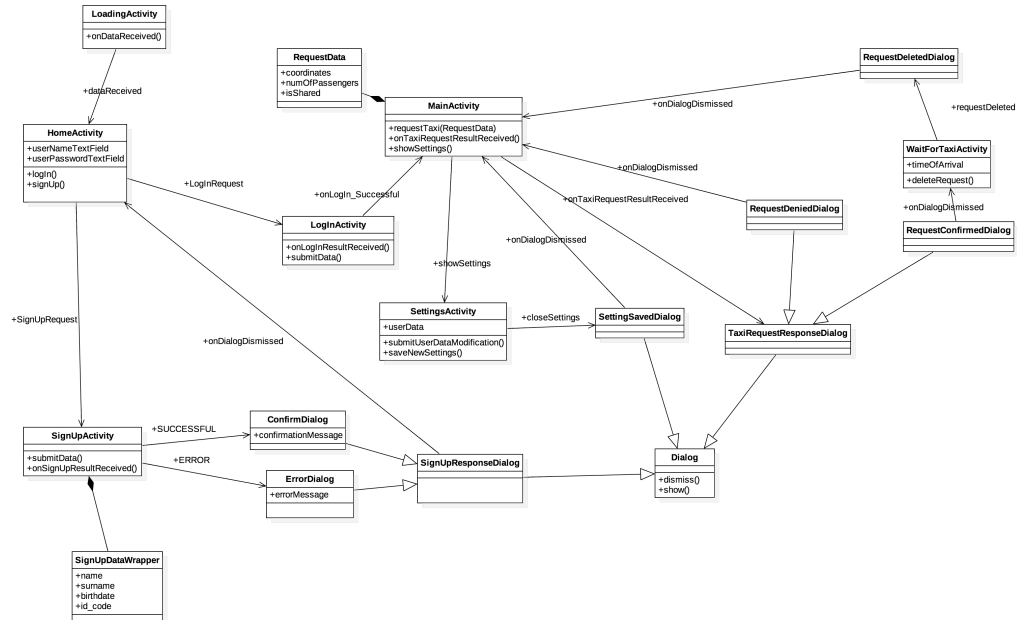 LoadingActivity
+onDataReceived()
+dataReceived
RequestData
+coordinates
+numOfPassengers
+isShared
RequestDeletedDialog
+onDialogDismissed
+requestDeleted
MainActivity
+requestTaxi(RequestData)
+onTaxiRequestResultReceived()
+showSettings()
HomeActivity
+userNameTextField
+userPasswordTextField
+logIn()
+signUp()
+LogInRequest
WaitForTaxiActivity
+timeOfArrival
+deleteRequest()
+onDialogDismissed
+onLogIn_Successful
+onTaxiRequestResultReceived
RequestDeniedDialog
+onDialogDismissed
LogInActivity
+onLogInResultReceived()
+submitData()
RequestConfirmedDialog
+onDialogDismissed
+showSettings
SettingsActivity
+userData
+submitUserDataModification()
+saveNewSettings()
+closeSettings
SettingSavedDialog
TaxiRequestResponseDialog
+SignUpRequest
+onDialogDismissed
SignUpActivity
+submitData()
+onSignUpResultReceived()
+SUCCESSFUL
+ERROR
ConfirmDialog
+confirmationMessage
ErrorDialog
+errorMessage
SignUpResponseDialog
Dialog
+dismiss()
+show()
SignUpDataWrapper
+name
+surname
+birthdate
+id_code